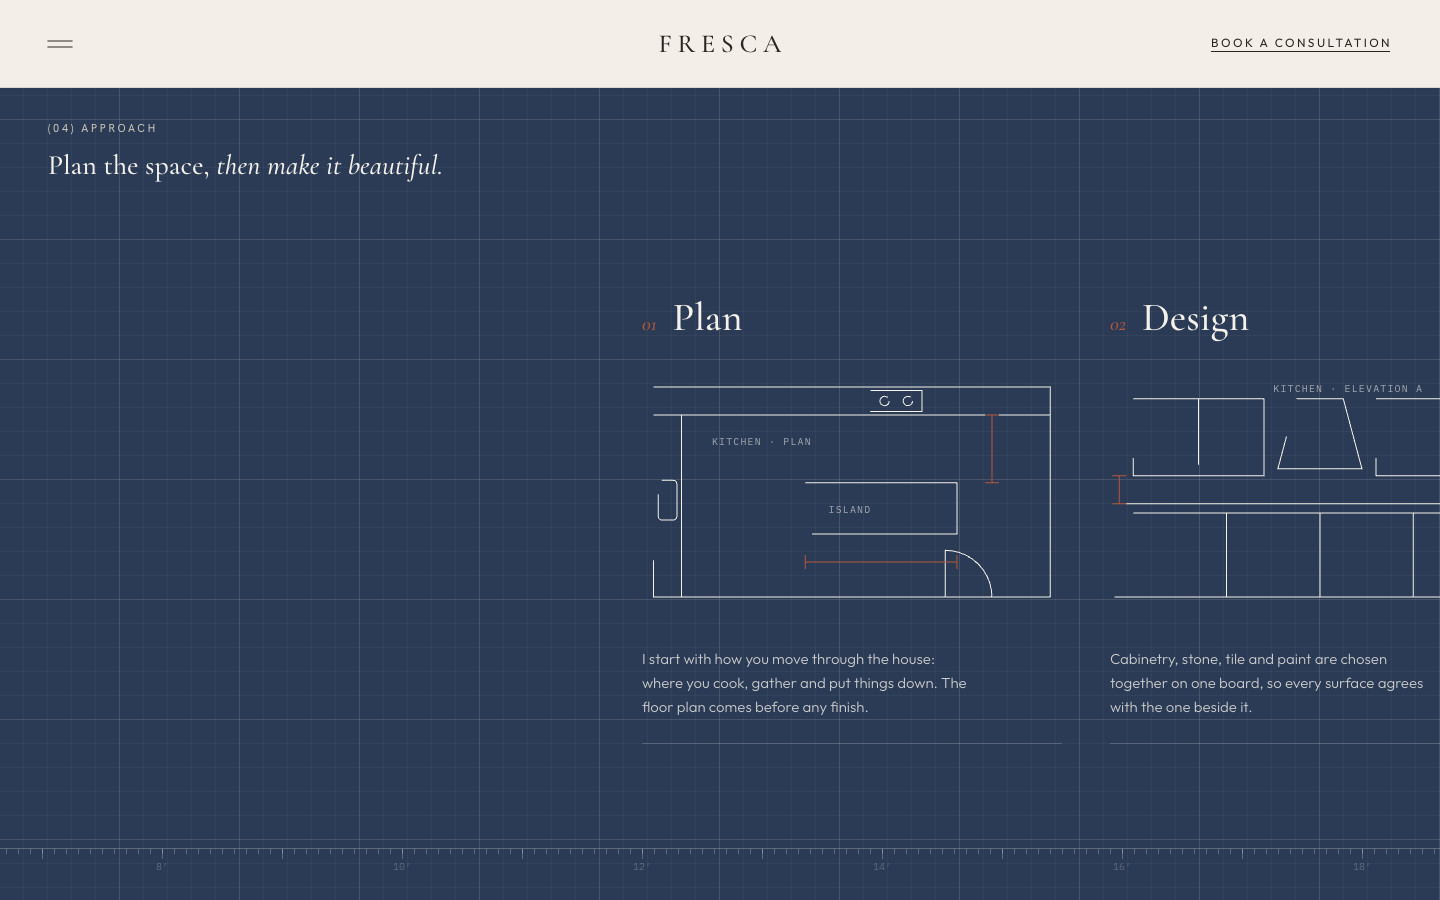 FRESCA
BOOK A CONSULTATION
(04) APPROACH
Plan the space, then make it beautiful.
01 Plan
KITCHEN · PLAN
ISLAND
I start with how you move through the house:
where you cook, gather and put things down. The
floor plan comes before any finish.
02 Design
KITCHEN · ELEVATION A
Cabinetry, stone, tile and paint are chosen
together on one board, so every surface agrees
with the one beside it.
8′ 10′ 12′ 14′ 16′ 18′